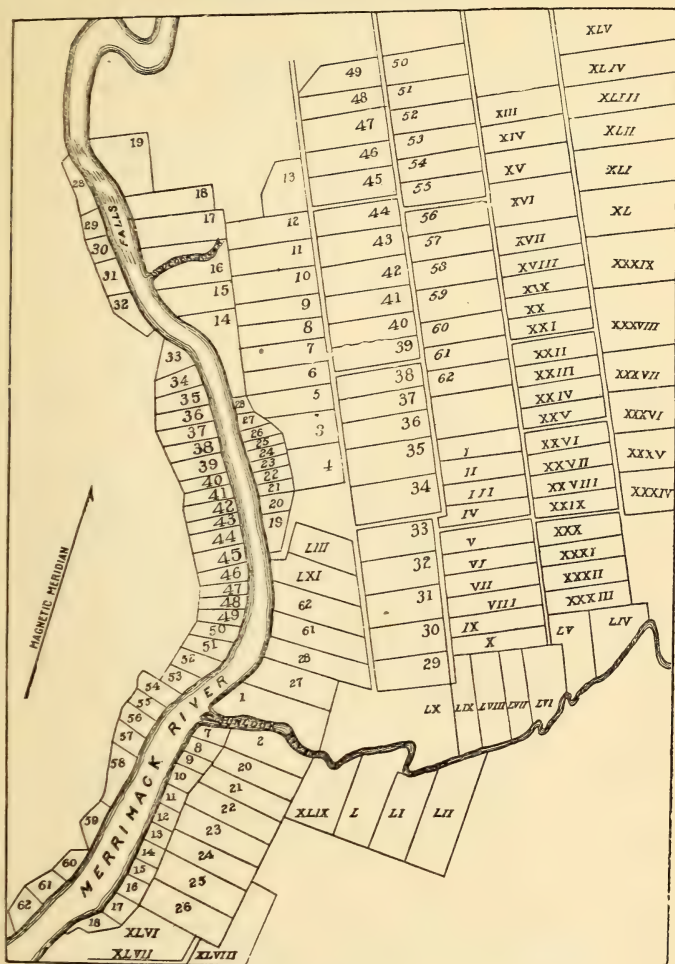 XLV
50
49
XLIV
51
48
XLIII
52
XIII
47
XLII
19
53
XIV
46
54
XV
XLI
28
13
45
55
18
XVI
XL
FALLS
29
17
12
44
56
30
43
57
XVII
11
31
16
XVIII
XXXIX
42
58
10
XIX
32
15
41
59
9
XX
14
XXI
XXXVIII
8
40
60
39
7
61
XXII
33
38
62
XXIII
XXXVII
6
34
37
XXIV
35
28
5
XXV
XXXVI
36
27
36
37
26
3
XXVI
25
35
I
XXXV
38
24
XXVII
39
23
4
II
22
XXVIII
40
34
III
XXXIV
21
XXIX
41
20
IV
42
19
33
XXX
43
V
LIII
44
XXXI
32
VI
45
LXI
XXXII
46
31
VII
62
XXXIII
47
VIII
48
61
30
IX
LV
LIV
49
X
50
28
29
51
52
27
53
LX
LIX
LVIII
LVII
LVI
54
1
55
56
7
2
57
8
9
20
58
10
21
11
22
XLIX
L
LI
LII
12
59
13
23
14
24
60
15
25
61
16
62
17
26
18
XLVI
XLVII
XLVIII
MAGNETIC MERIDIAN
MERRIMACK RIVER